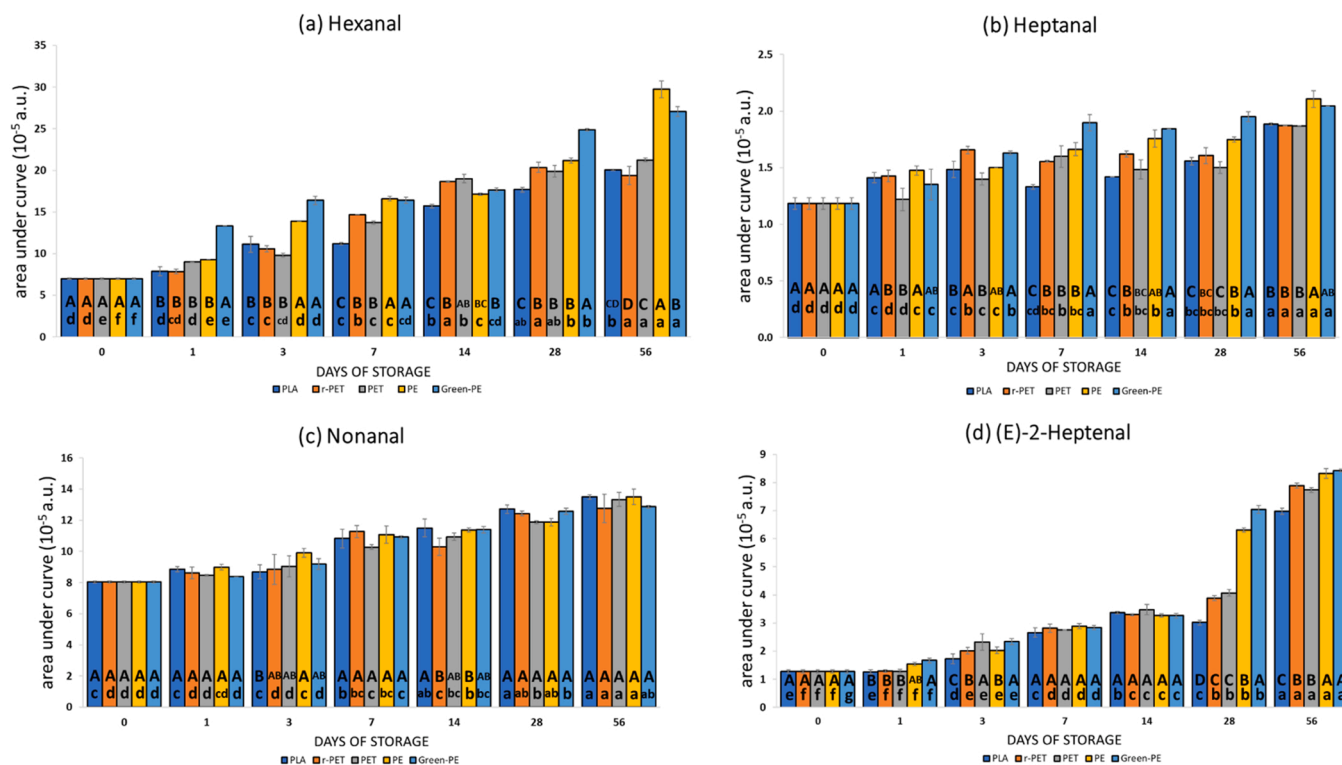 (a) Hexanal
area under curve (10⁻⁵ a.u.)
35
30
25
20
15
10
5
0
A A A A A B B B B A B B B A A C B B A A C B AB BC B C B B B A CD D C A B
d d e f f d cd d e e c c cd d d c b c c cd b a b c cd ab a ab b b a a a a a
0 1 3 7 14 28 56
DAYS OF STORAGE
PLA r-PET PET PE Green-PE
(b) Heptanal
area under curve (10⁻⁵ a.u.)
2.5
2.0
1.5
1.0
0.5
0.0
A A A A A A B B A AB B A B AB A C B B B A C B BC AB A C BC C B A B B B A AB
d d d d d c d d c c c b c c b cd bc b bc a c b bc b a bc bc bc b a a a a a a
0 1 3 7 14 28 56
DAYS OF STORAGE
PLA r-PET PET PE Green-PE
(c) Nonanal
area under curve (10⁻⁵ a.u.)
16
14
12
10
8
6
4
2
0
A A A A A A A A A A B AB AB A AB A A A A A A B AB B AB A A A A A A A A A A
c d d d d c d d cd d c d d c d b bc c bc c ab bc bc b bc a ab b ab b a a a a ab
0 1 3 7 14 28 56
DAYS OF STORAGE
PLA r-PET PET PE Green-PE
(d) (E)-2-Heptenal
area under curve (10⁻⁵ a.u.)
9
8
7
6
5
4
3
2
1
0
A A A A A B B B AB A C B A B A A A A A A A A A A A D C C B A C B B A A
e f f f g e f f f f d e e e e c d d d d b c c c c c b b b b a a a a a
0 1 3 7 14 28 56
DAYS OF STORAGE
PLA r-PET PET PE Green-PE